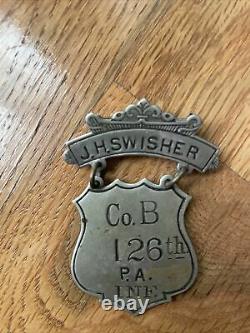 J.H.SWISHER
Co. B
126th
P.A.
INF